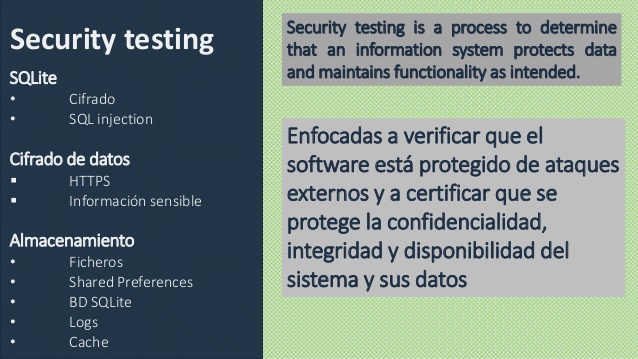 Security testing
SQLite
• Cifrado
• SQL injection
Cifrado de datos
▪ HTTPS
▪ Información sensible
Almacenamiento
• Ficheros
• Shared Preferences
• BD SQLite
• Logs
• Cache
Security testing is a process to determine
that an information system protects data
and maintains functionality as intended.
Enfocadas a verificar que el
software está protegido de ataques
externos y a certificar que se
protege la confidencialidad,
integridad y disponibilidad del
sistema y sus datos